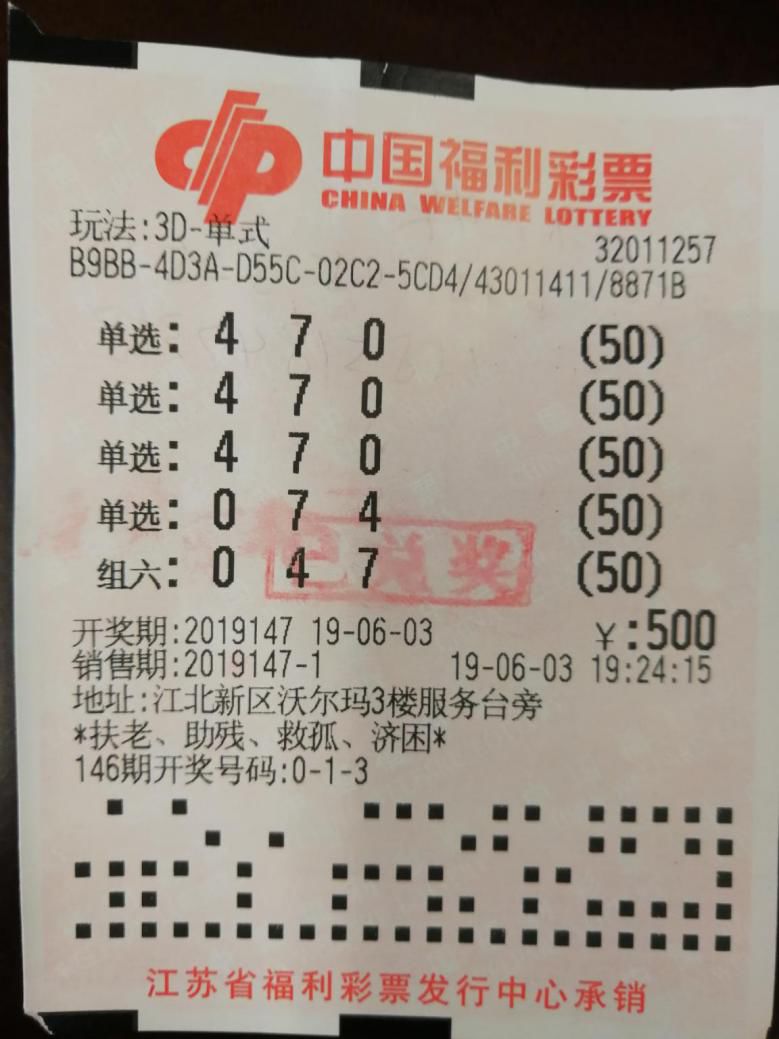 中国福利彩票
CHINA WELFARE LOTTERY
玩法:3D-单式
32011257
B9BB-4D3A-D55C-02C2-5CD4/43011411/8871B
单选: 4 7 0 (50)
单选: 4 7 0 (50)
单选: 4 7 0 (50)
单选: 0 7 4 (50)
已兑奖
组六: 0 4 7 (50)
开奖期:2019147 19-06-03 ¥:500
销售期:2019147-1 19-06-03 19:24:15
地址:江北新区沃尔玛3楼服务台旁
*扶老、助残、救孤、济困*
146期开奖号码:0-1-3
江苏省福利彩票发行中心承销